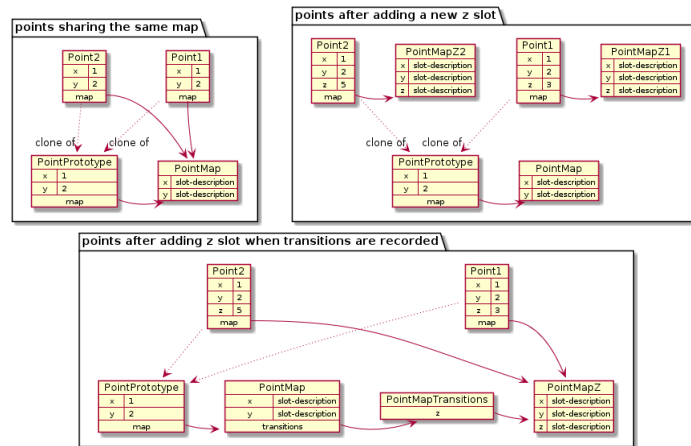 points sharing the same map
Point2
x 1
y 2
map
Point1
x 1
y 2
map
clone of
clone of
PointPrototype
x 1
y 2
map
PointMap
x slot-description
y slot-description
points after adding a new z slot
Point2
x 1
y 2
z 5
map
PointMapZ2
x slot-description
y slot-description
z slot-description
Point1
x 1
y 2
z 3
map
PointMapZ1
x slot-description
y slot-description
z slot-description
clone of
clone of
PointPrototype
x 1
y 2
map
PointMap
x slot-description
y slot-description
points after adding z slot when transitions are recorded
Point2
x 1
y 2
z 5
map
Point1
x 1
y 2
z 3
map
PointPrototype
x 1
y 2
map
PointMap
x slot-description
y slot-description
transitions
PointMapTransitions
z
PointMapZ
x slot-description
y slot-description
z slot-description